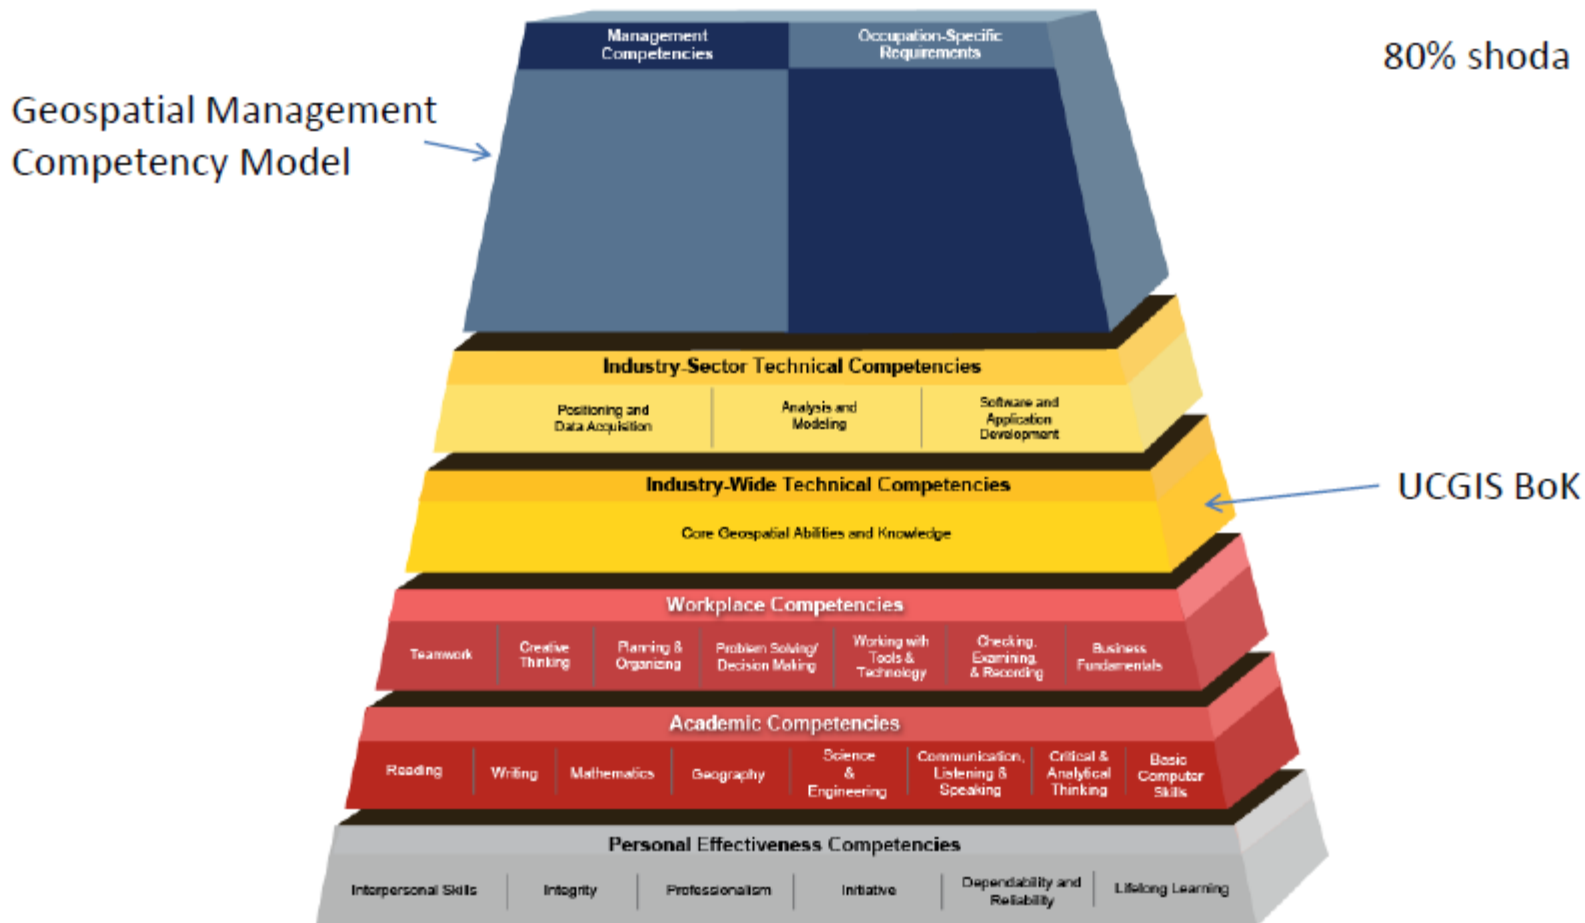 Management
Competencies
Occupation-Specific
Requirements
80% shoda
Geospatial Management
Competency Model
Industry-Sector Technical Competencies
Positioning and
Data Acquisition
Analysis and
Modeling
Software and
Application
Development
Industry-Wide Technical Competencies
Core Geospatial Abilities and Knowledge
UCGIS BoK
Workplace Competencies
Teamwork
Creative
Thinking
Planning &
Organizing
Problem Solving/
Decision Making
Working with
Tools &
Technology
Checking,
Examining,
& Recording
Business
Fundamentals
Academic Competencies
Reading
Writing
Mathematics
Geography
Science
&
Engineering
Communication,
Listening &
Speaking
Critical &
Analytical
Thinking
Basic
Computer
Skills
Personal Effectiveness Competencies
Interpersonal Skills
Integrity
Professionalism
Initiative
Dependability and
Reliability
Lifelong Learning